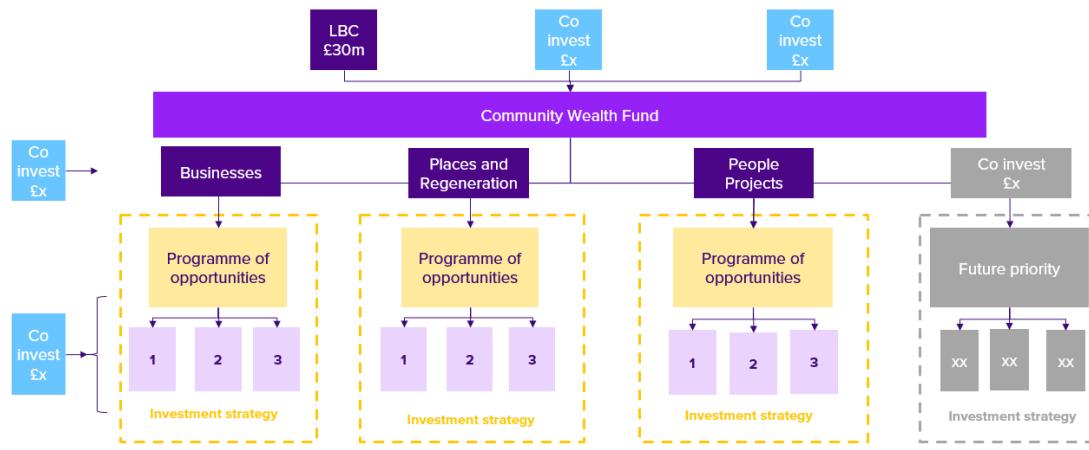 LBC
£30m
Co
invest
£x
Co
invest
£x
Community Wealth Fund
Co
invest
£x
Businesses
Places and
Regeneration
People
Projects
Co invest
£x
Programme of
opportunities
Programme of
opportunities
Programme of
opportunities
Future priority
Co
invest
£x
1
2
3
1
2
3
1
2
3
xx
xx
xx
Investment strategy
Investment strategy
Investment strategy
Investment strategy